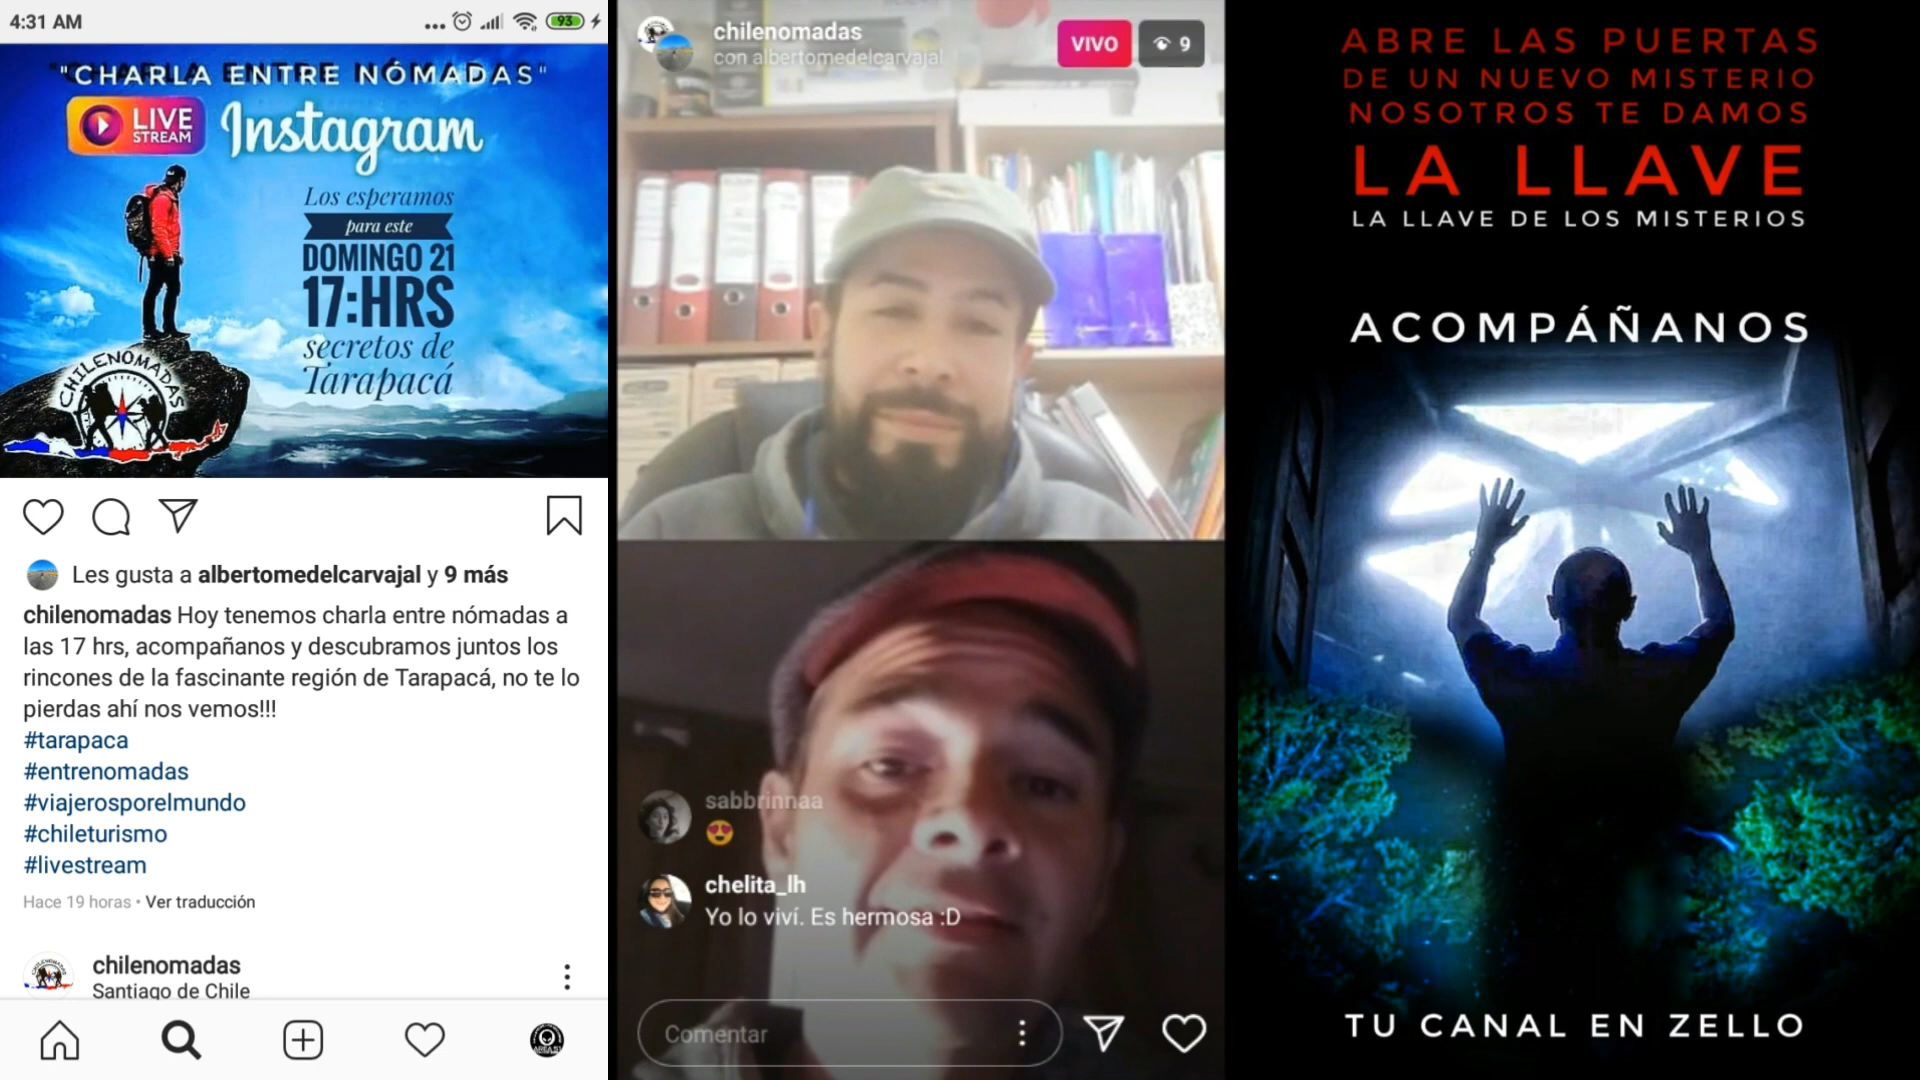 4:31 AM
93
"CHARLA ENTRE NÓMADAS"
LIVE
STREAM
Instagram
Los esperamos
para este
DOMINGO 21
17:HRS
secretos de
Tarapacá
CHILENOMADAS
Les gusta a albertomedelcarvajal y 9 más
chilenomadas Hoy tenemos charla entre nómadas a
las 17 hrs, acompañanos y descubramos juntos los
rincones de la fascinante región de Tarapacá, no te lo
pierdas ahí nos vemos!!!
#tarapaca
#entrenomadas
#viajerosporelmundo
#chileturismo
#livestream
Hace 19 horas • Ver traducción
chilenomadas
Santiago de Chile
chilenomadas
con albertomedelcarvajal
VIVO
9
sabbrinnaa
😍
chelita_lh
Yo lo viví. Es hermosa :D
Comentar
ABRE LAS PUERTAS
DE UN NUEVO MISTERIO
NOSOTROS TE DAMOS
LA LLAVE
LA LLAVE DE LOS MISTERIOS
ACOMPÁÑANOS
TU CANAL EN ZELLO